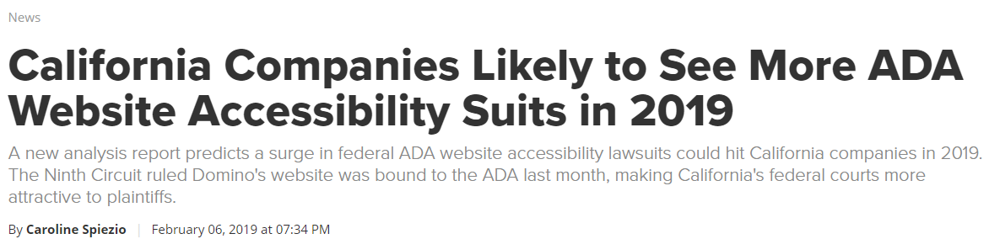 News
California Companies Likely to See More ADA
Website Accessibility Suits in 2019
A new analysis report predicts a surge in federal ADA website accessibility lawsuits could hit California companies in 2019.
The Ninth Circuit ruled Domino's website was bound to the ADA last month, making California's federal courts more
attractive to plaintiffs.
By Caroline Spiezio | February 06, 2019 at 07:34 PM